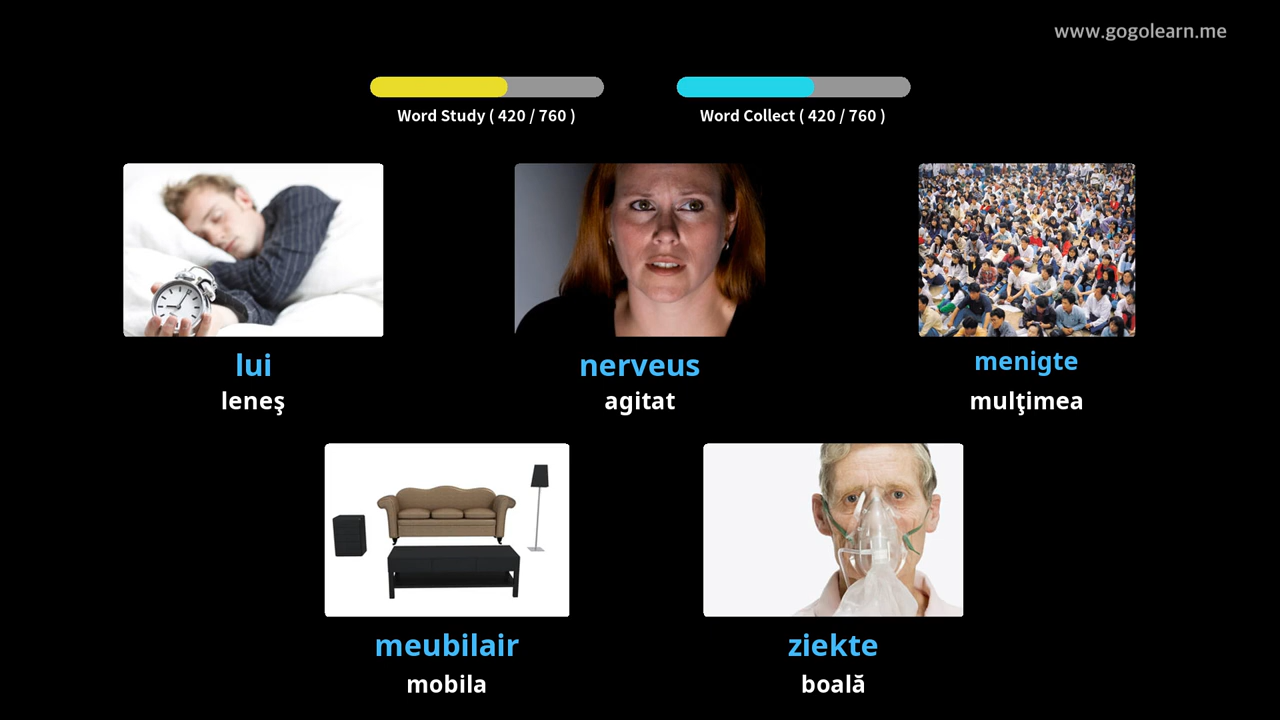 www.gogolearn.me
Word Study ( 420 / 760 )
Word Collect ( 420 / 760 )
lui
leneş
nerveus
agitat
menigte
mulţimea
meubilair
mobila
ziekte
boală